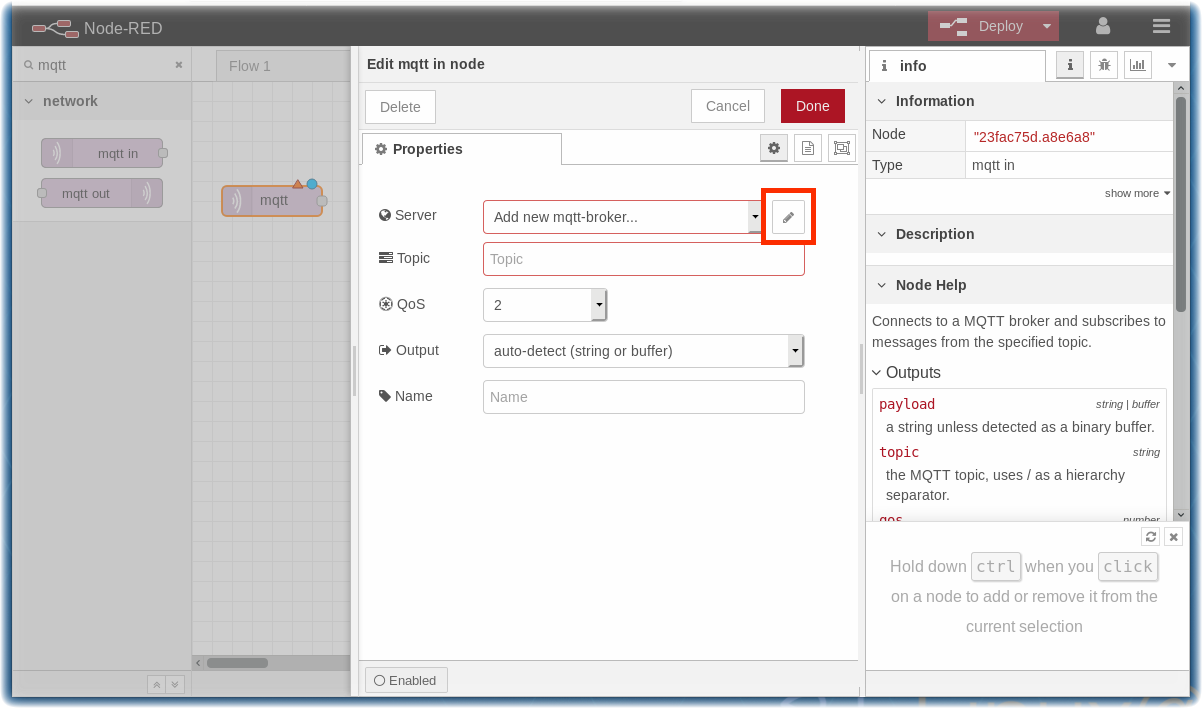 Node-RED
Deploy
mqtt
network
mqtt in
mqtt out
Flow 1
mqtt
Edit mqtt in node
Delete
Cancel
Done
Properties
Server
Add new mqtt-broker...
Topic
Topic
QoS
2
Output
auto-detect (string or buffer)
Name
Name
Enabled
info
Information
Node
"23fac75d.a8e6a8"
Type
mqtt in
show more
Description
Node Help
Connects to a MQTT broker and subscribes to
messages from the specified topic.
Outputs
payload string | buffer
a string unless detected as a binary buffer.
topic string
the MQTT topic, uses / as a hierarchy
separator.
qos number
Hold down ctrl when you click
on a node to add or remove it from the
current selection